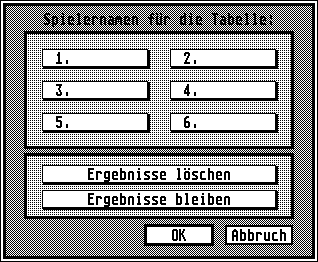 Spielernamen für die Tabelle:
1. 2.
3. 4.
5. 6.
Ergebnisse löschen
Ergebnisse bleiben
OK Abbruch